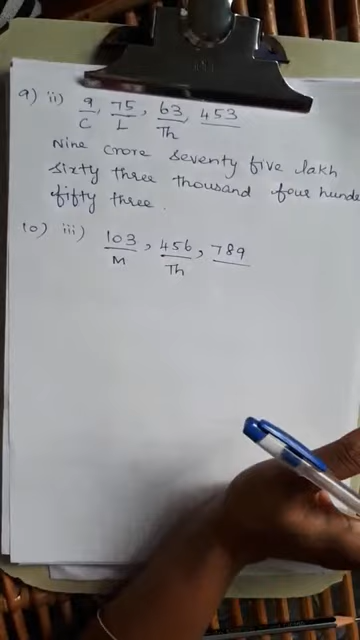 9) ii) 9, 75, 63, 453
C L Th
Nine crore seventy five lakh
sixty three thousand four hundre
fifty three.
10) iii) 103, 456, 789
M Th